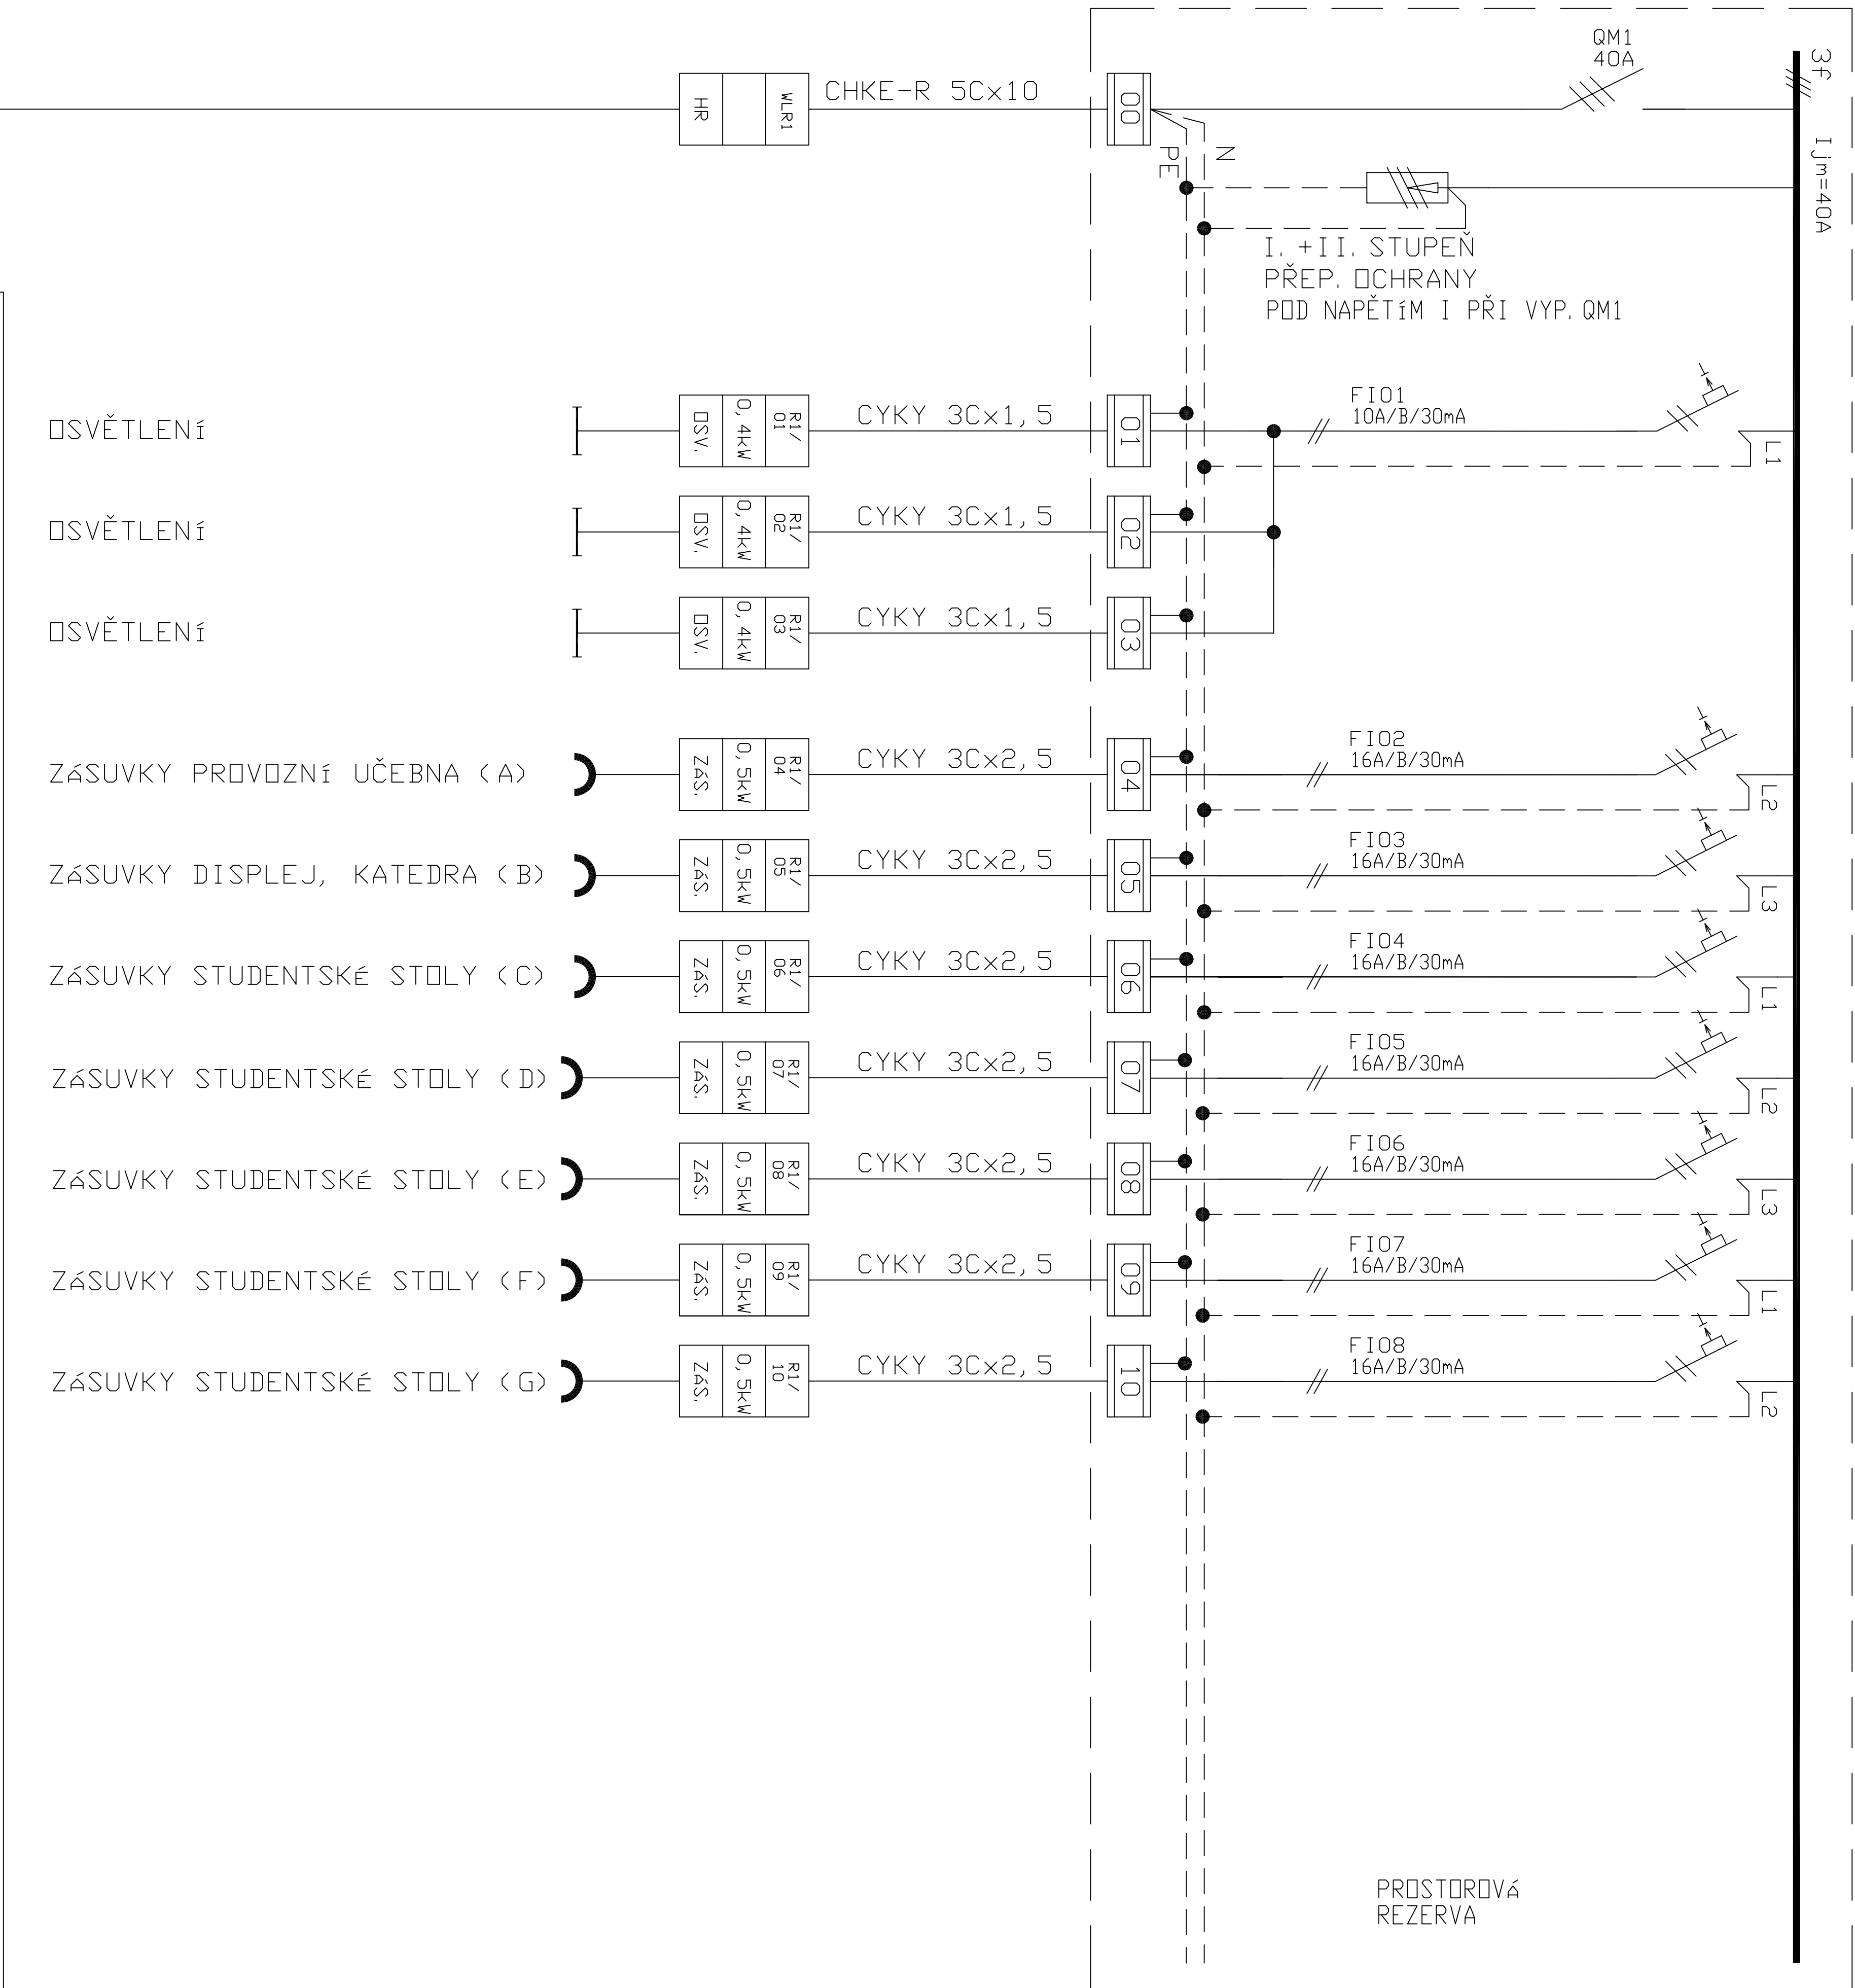 QM1
40A
3f
Ijm=40A
HR
WLR1
CHKE-R 5Cx10
00
PE
N
I. +II. STUPEŇ
PŘEP. OCHRANY
POD NAPĚTÍM I PŘI VYP. QM1
OSVĚTLENÍ
OSV.
0,4kW
R1/
01
CYKY 3Cx1,5
01
FI01
10A/B/30mA
L1
OSVĚTLENÍ
OSV.
0,4kW
R1/
02
CYKY 3Cx1,5
02
OSVĚTLENÍ
OSV.
0,4kW
R1/
03
CYKY 3Cx1,5
03
ZÁSUVKY PROVOZNÍ UČEBNA (A)
ZÁS.
0,5kW
R1/
04
CYKY 3Cx2,5
04
FI02
16A/B/30mA
L2
ZÁSUVKY DISPLEJ, KATEDRA (B)
ZÁS.
0,5kW
R1/
05
CYKY 3Cx2,5
05
FI03
16A/B/30mA
L3
ZÁSUVKY STUDENTSKÉ STOLY (C)
ZÁS.
0,5kW
R1/
06
CYKY 3Cx2,5
06
FI04
16A/B/30mA
L1
ZÁSUVKY STUDENTSKÉ STOLY (D)
ZÁS.
0,5kW
R1/
07
CYKY 3Cx2,5
07
FI05
16A/B/30mA
L2
ZÁSUVKY STUDENTSKÉ STOLY (E)
ZÁS.
0,5kW
R1/
08
CYKY 3Cx2,5
08
FI06
16A/B/30mA
L3
ZÁSUVKY STUDENTSKÉ STOLY (F)
ZÁS.
0,5kW
R1/
09
CYKY 3Cx2,5
09
FI07
16A/B/30mA
L1
ZÁSUVKY STUDENTSKÉ STOLY (G)
ZÁS.
0,5kW
R1/
10
CYKY 3Cx2,5
10
FI08
16A/B/30mA
L2
PROSTOROVÁ
REZERVA